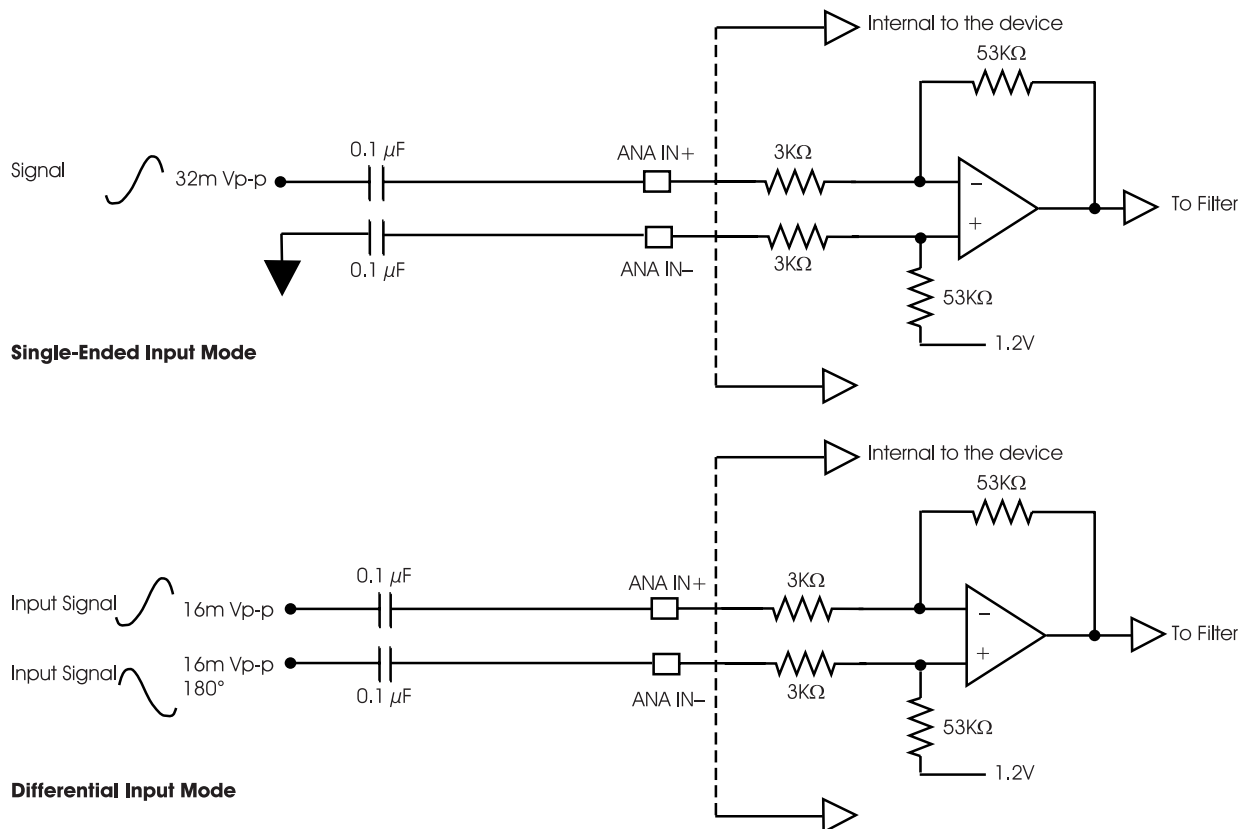 Internal to the device
53KΩ
0.1 µF
ANA IN+
3KΩ
Signal
32m Vp-p
−
To Filter
+
0.1 µF
ANA IN–
3KΩ
53KΩ
1.2V
Single-Ended Input Mode
Internal to the device
53KΩ
0.1 µF
ANA IN+
3KΩ
Input Signal
16m Vp-p
−
To Filter
Input Signal
16m Vp-p
180°
+
0.1 µF
ANA IN–
3KΩ
53KΩ
1.2V
Differential Input Mode